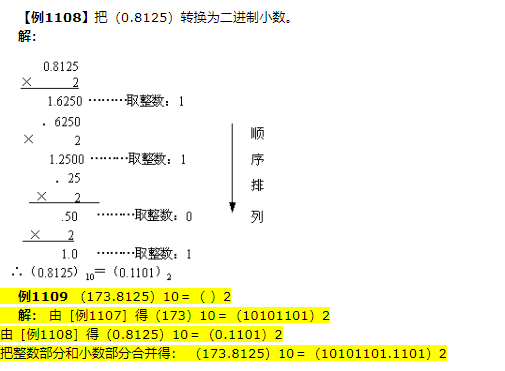 【例1108】把（0.8125）转换为二进制小数。
解：
0.8125
× 2
1.6250 ………取整数：1
. 6250
× 2
1.2500 ………取整数：1
. 25
× 2
.50 ………取整数：0
× 2
1.0 ………取整数：1
顺序排列
∴（0.8125）10＝（0.1101）2
例1109 （173.8125）10＝（ ）2
解： 由［例1107］得（173）10＝（10101101）2
由［例1108］得（0.8125）10＝（0.1101）2
把整数部分和小数部分合并得： （173.8125）10＝（10101101.1101）2